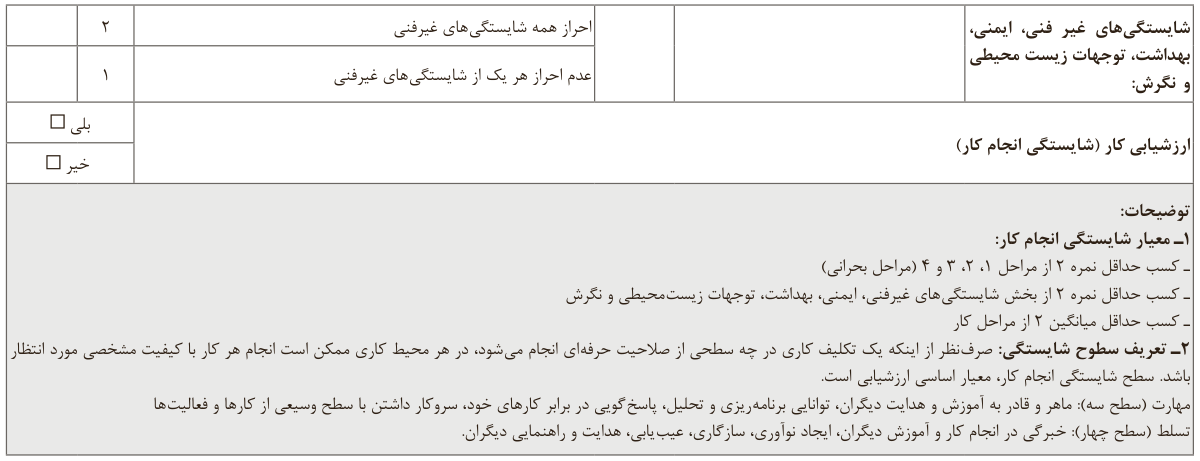 شایستگی‌های غیر فنی، ایمنی،
بهداشت، توجهات زیست محیطی
و نگرش:
احراز همه شایستگی‌های غیرفنی
۲
عدم احراز هر یک از شایستگی‌های غیرفنی
۱
ارزشیابی کار (شایستگی انجام کار)
بلی □
خیر □
توضیحات:
۱ـ معیار شایستگی انجام کار:
ـ کسب حداقل نمره ۲ از مراحل ۱، ۲، ۳ و ۴ (مراحل بحرانی)
ـ کسب حداقل نمره ۲ از بخش شایستگی‌های غیرفنی، ایمنی، بهداشت، توجهات زیست‌محیطی و نگرش
ـ کسب حداقل میانگین ۲ از مراحل کار
۲ـ تعریف سطوح شایستگی: صرف‌نظر از اینکه یک تکلیف کاری در چه سطحی از صلاحیت حرفه‌ای انجام می‌شود، در هر محیط کاری ممکن است انجام هر کار با کیفیت مشخصی مورد انتظار
باشد. سطح شایستگی انجام کار، معیار اساسی ارزشیابی است.
مهارت (سطح سه): ماهر و قادر به آموزش و هدایت دیگران، توانایی برنامه‌ریزی و تحلیل، پاسخ‌گویی در برابر کارهای خود، سروکار داشتن با سطح وسیعی از کارها و فعالیت‌ها
تسلط (سطح چهار): خبرگی در انجام کار و آموزش دیگران، ایجاد نوآوری، سازگاری، عیب‌یابی، هدایت و راهنمایی دیگران.